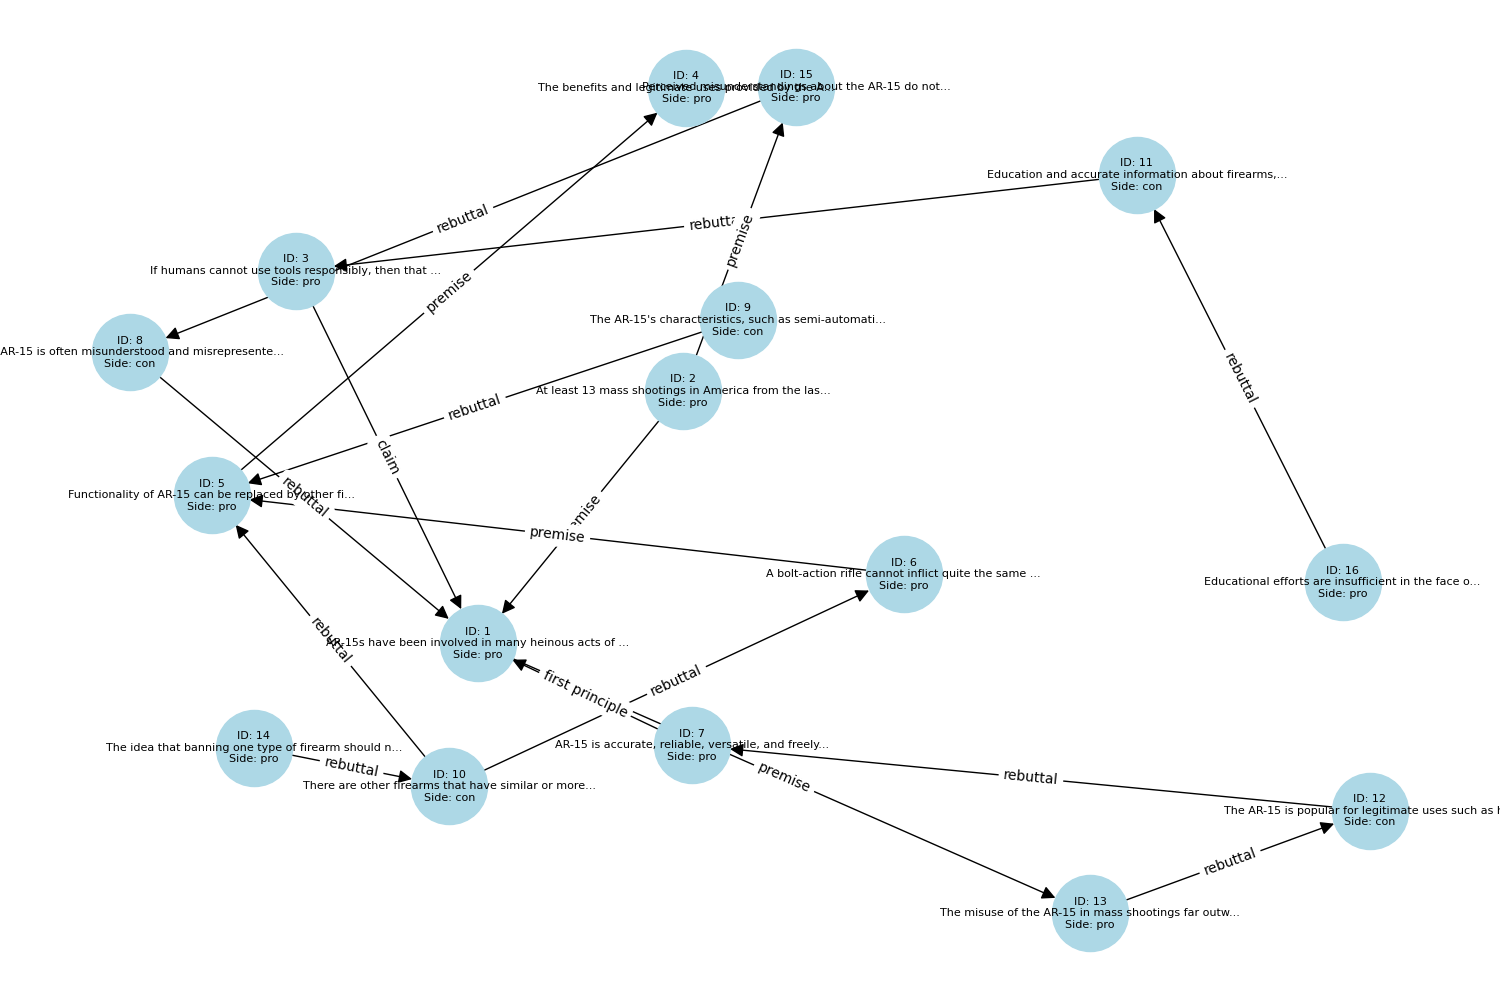 ID: 4
The benefits and legitimate uses provided by the A...
Side: pro
ID: 15
Perceived misunderstandings about the AR-15 do not...
Side: pro
ID: 11
Education and accurate information about firearms,...
Side: con
rebuttal
rebutta
premise
ID: 3
If humans cannot use tools responsibly, then that ...
Side: pro
premise
ID: 9
The AR-15's characteristics, such as semi-automati...
Side: con
ID: 8
AR-15 is often misunderstood and misrepresente...
Side: con
ID: 2
At least 13 mass shootings in America from the las...
Side: pro
rebuttal
rebuttal
claim
ID: 5
Functionality of AR-15 can be replaced by other fi...
Side: pro
rebuttal
emise
premise
ID: 6
A bolt-action rifle cannot inflict quite the same ...
Side: pro
ID: 16
Educational efforts are insufficient in the face o...
Side: pro
rebuttal
ID: 1
AR-15s have been involved in many heinous acts of ...
Side: pro
first principle
rebuttal
ID: 14
The idea that banning one type of firearm should n...
Side: pro
ID: 7
AR-15 is accurate, reliable, versatile, and freely...
Side: pro
rebuttal
ID: 10
There are other firearms that have similar or more...
Side: con
premise
rebuttal
ID: 12
The AR-15 is popular for legitimate uses such as h
Side: con
rebuttal
ID: 13
The misuse of the AR-15 in mass shootings far outw...
Side: pro